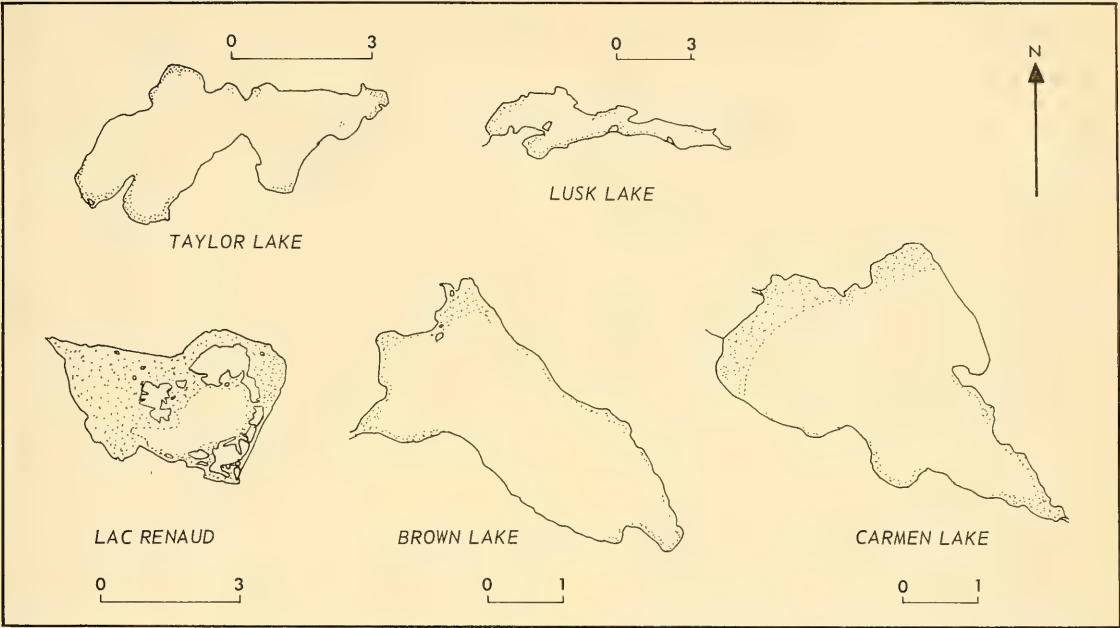 0 3
0 3
N
LUSK LAKE
TAYLOR LAKE
LAC RENAUD
BROWN LAKE
CARMEN LAKE
0 3
0 1
0 1